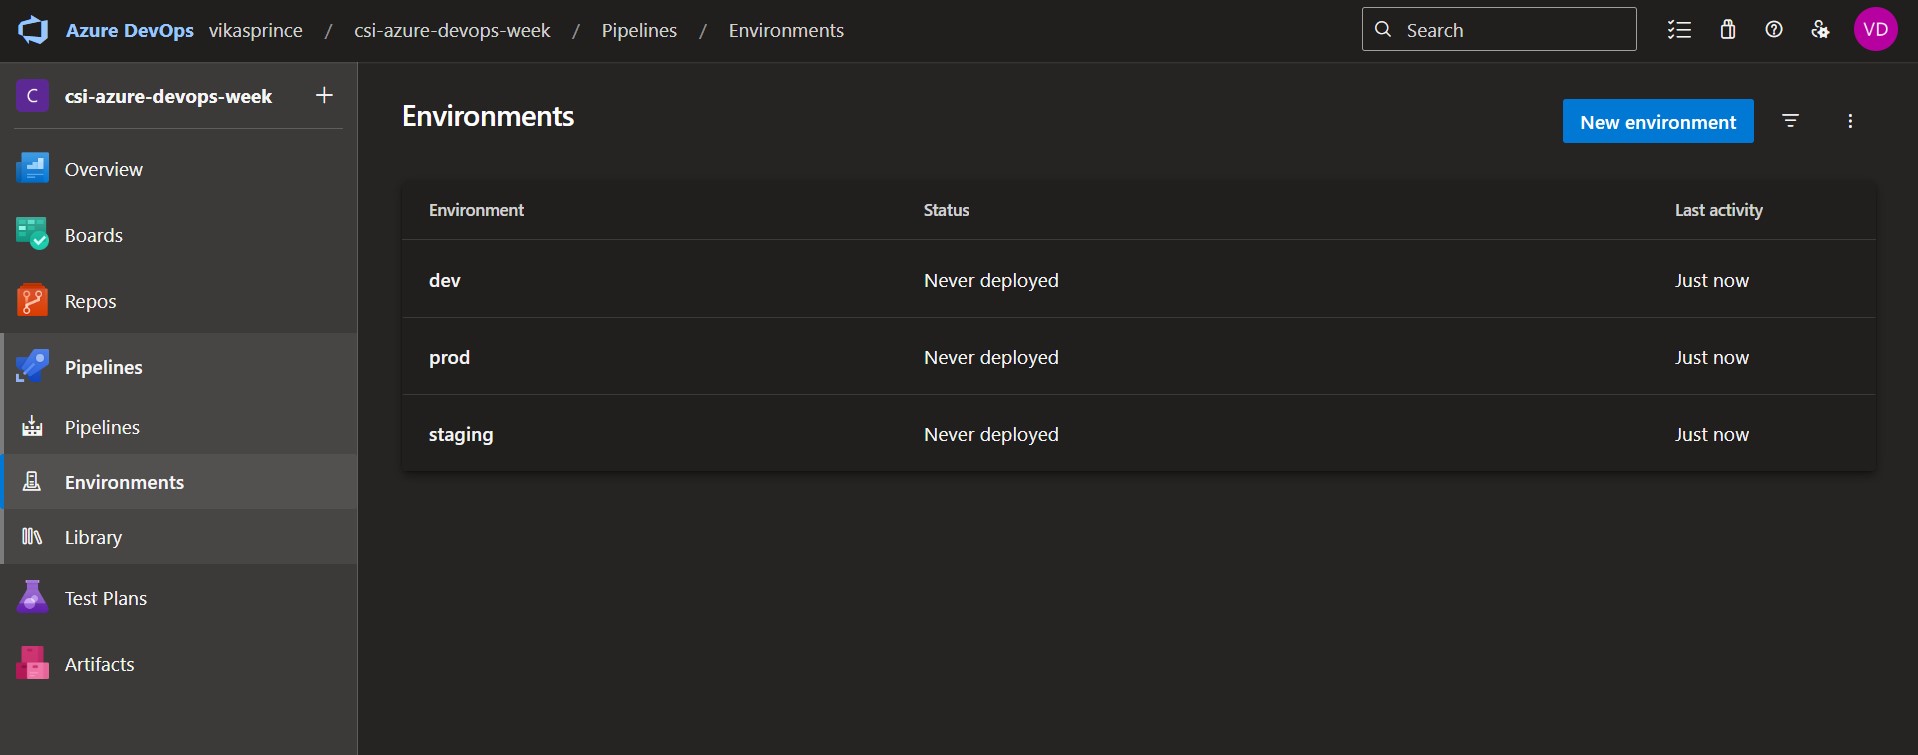 Azure DevOps vikasprince / csi-azure-devops-week / Pipelines / Environments
Search
VD
C csi-azure-devops-week
Overview
Boards
Repos
Pipelines
Pipelines
Environments
Library
Test Plans
Artifacts
Environments
New environment
Environment Status Last activity
dev Never deployed Just now
prod Never deployed Just now
staging Never deployed Just now